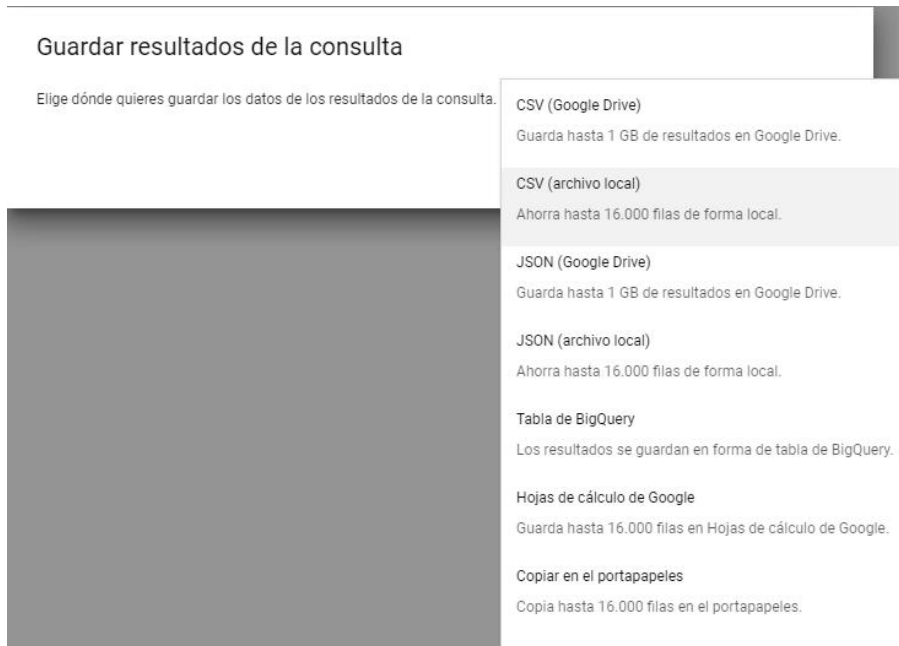 Guardar resultados de la consulta
Elige dónde quieres guardar los datos de los resultados de la consulta.
CSV (Google Drive)
Guarda hasta 1 GB de resultados en Google Drive.
CSV (archivo local)
Ahorra hasta 16.000 filas de forma local.
JSON (Google Drive)
Guarda hasta 1 GB de resultados en Google Drive.
JSON (archivo local)
Ahorra hasta 16.000 filas de forma local.
Tabla de BigQuery
Los resultados se guardan en forma de tabla de BigQuery.
Hojas de cálculo de Google
Guarda hasta 16.000 filas en Hojas de cálculo de Google.
Copiar en el portapapeles
Copia hasta 16.000 filas en el portapapeles.